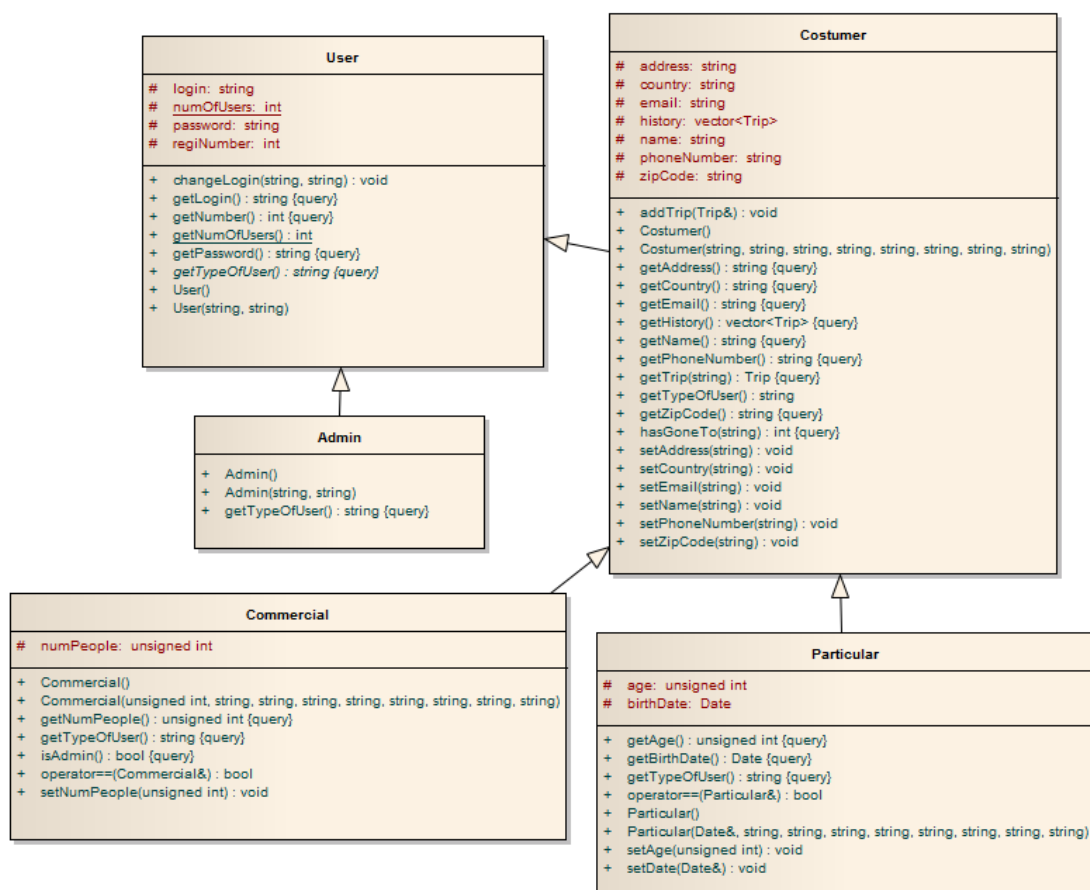 User
# login: string
# numOfUsers: int
# password: string
# regiNumber: int
+ changeLogin(string, string) : void
+ getLogin() : string {query}
+ getNumber() : int {query}
+ getNumOfUsers() : int
+ getPassword() : string {query}
+ getTypeOfUser() : string {query}
+ User()
+ User(string, string)
Costumer
# address: string
# country: string
# email: string
# history: vector<Trip>
# name: string
# phoneNumber: string
# zipCode: string
+ addTrip(Trip&) : void
+ Costumer()
+ Costumer(string, string, string, string, string, string, string, string)
+ getAddress() : string {query}
+ getCountry() : string {query}
+ getEmail() : string {query}
+ getHistory() : vector<Trip> {query}
+ getName() : string {query}
+ getPhoneNumber() : string {query}
+ getTrip(string) : Trip {query}
+ getTypeOfUser() : string
+ getZipCode() : string {query}
+ hasGoneTo(string) : int {query}
+ setAddress(string) : void
+ setCountry(string) : void
+ setEmail(string) : void
+ setName(string) : void
+ setPhoneNumber(string) : void
+ setZipCode(string) : void
Admin
+ Admin()
+ Admin(string, string)
+ getTypeOfUser() : string {query}
Commercial
# numPeople: unsigned int
+ Commercial()
+ Commercial(unsigned int, string, string, string, string, string, string, string, string)
+ getNumPeople() : unsigned int {query}
+ getTypeOfUser() : string {query}
+ isAdmin() : bool {query}
+ operator==(Commercial&) : bool
+ setNumPeople(unsigned int) : void
Particular
# age: unsigned int
# birthDate: Date
+ getAge() : unsigned int {query}
+ getBirthDate() : Date {query}
+ getTypeOfUser() : string {query}
+ operator==(Particular&) : bool
+ Particular()
+ Particular(Date&, string, string, string, string, string, string, string, string)
+ setAge(unsigned int) : void
+ setDate(Date&) : void